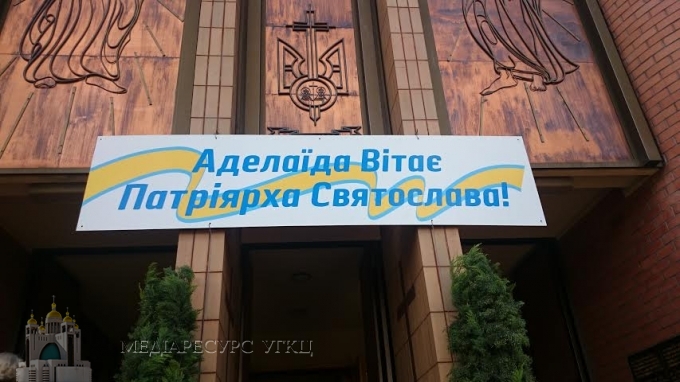 Аделаїда Вітає
Патріярха Святослава!
МЕДІАРЕСУРС УГКЦ